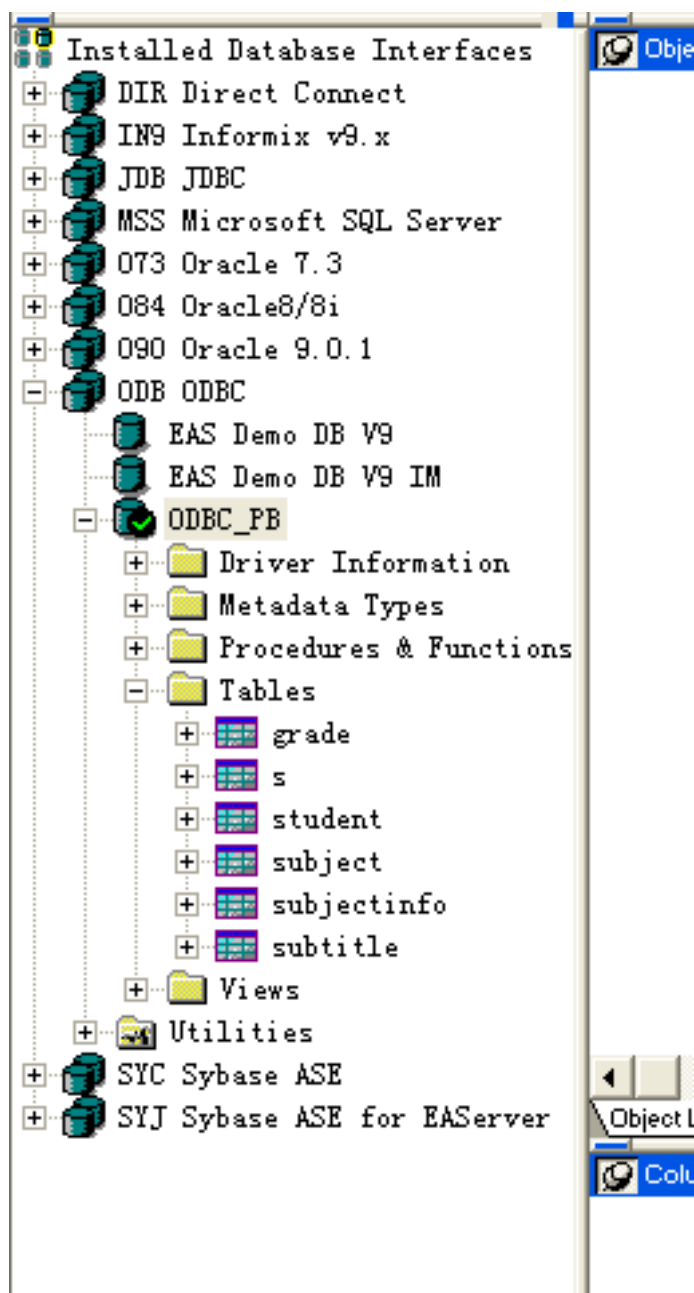 Installed Database Interfaces
DIR Direct Connect
IN9 Informix v9.x
JDB JDBC
MSS Microsoft SQL Server
O73 Oracle 7.3
O84 Oracle8/8i
O90 Oracle 9.0.1
ODB ODBC
EAS Demo DB V9
EAS Demo DB V9 IM
ODBC_PB
Driver Information
Metadata Types
Procedures & Functions
Tables
grade
s
student
subject
subjectinfo
subtitle
Views
Utilities
SYC Sybase ASE
SYJ Sybase ASE for EAServer
Obje
Object L
Colu